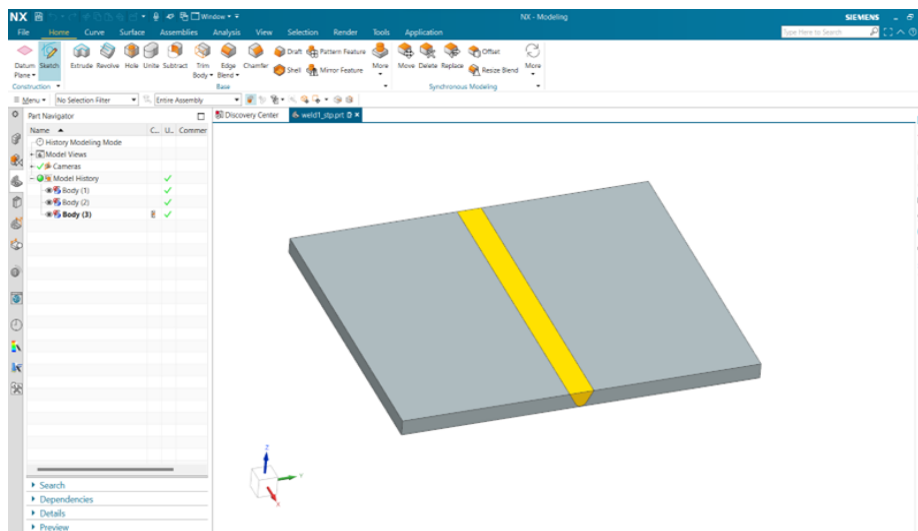 NX Window NX - Modeling SIEMENS
File Home Curve Surface Assemblies Analysis View Selection Render Tools Application Type Here to Search
Datum Plane Sketch Extrude Revolve Hole Unite Subtract Trim Body Edge Blend Chamfer Draft Pattern Feature More Move Delete Replace Offset More
Shell Mirror Feature Resize Blend
Construction Base Synchronous Modeling
Menu No Selection Filter Entire Assembly
Part Navigator Discovery Center weld1_stp.prt
Name C... U... Commer
History Modeling Mode
Model Views
Cameras
Model History
Body (1)
Body (2)
Body (3)
Z
Y
X
Search
Dependencies
Details
Preview